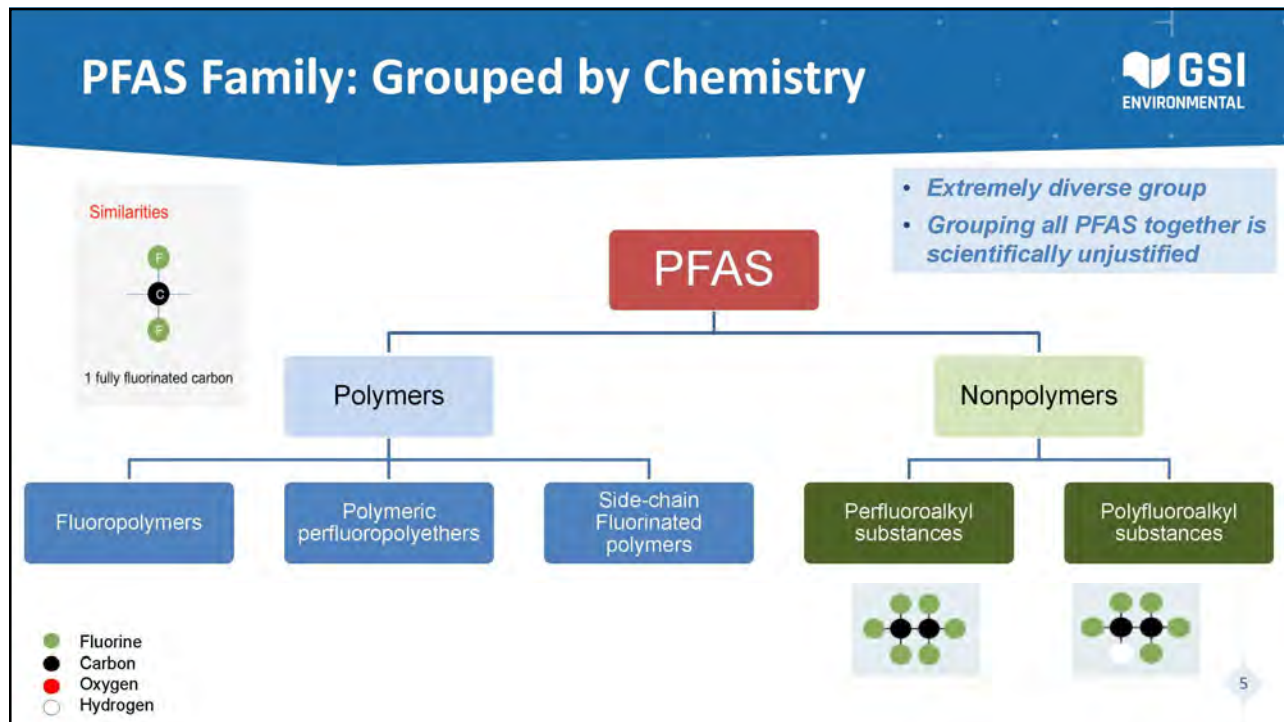 PFAS Family: Grouped by Chemistry
GSI
ENVIRONMENTAL
Similarities
F
C
F
1 fully fluorinated carbon
• Extremely diverse group
• Grouping all PFAS together is
scientifically unjustified
PFAS
Polymers
Nonpolymers
Fluoropolymers
Polymeric
perfluoropolyethers
Side-chain
Fluorinated
polymers
Perfluoroalkyl
substances
Polyfluoroalkyl
substances
Fluorine
Carbon
Oxygen
Hydrogen
5